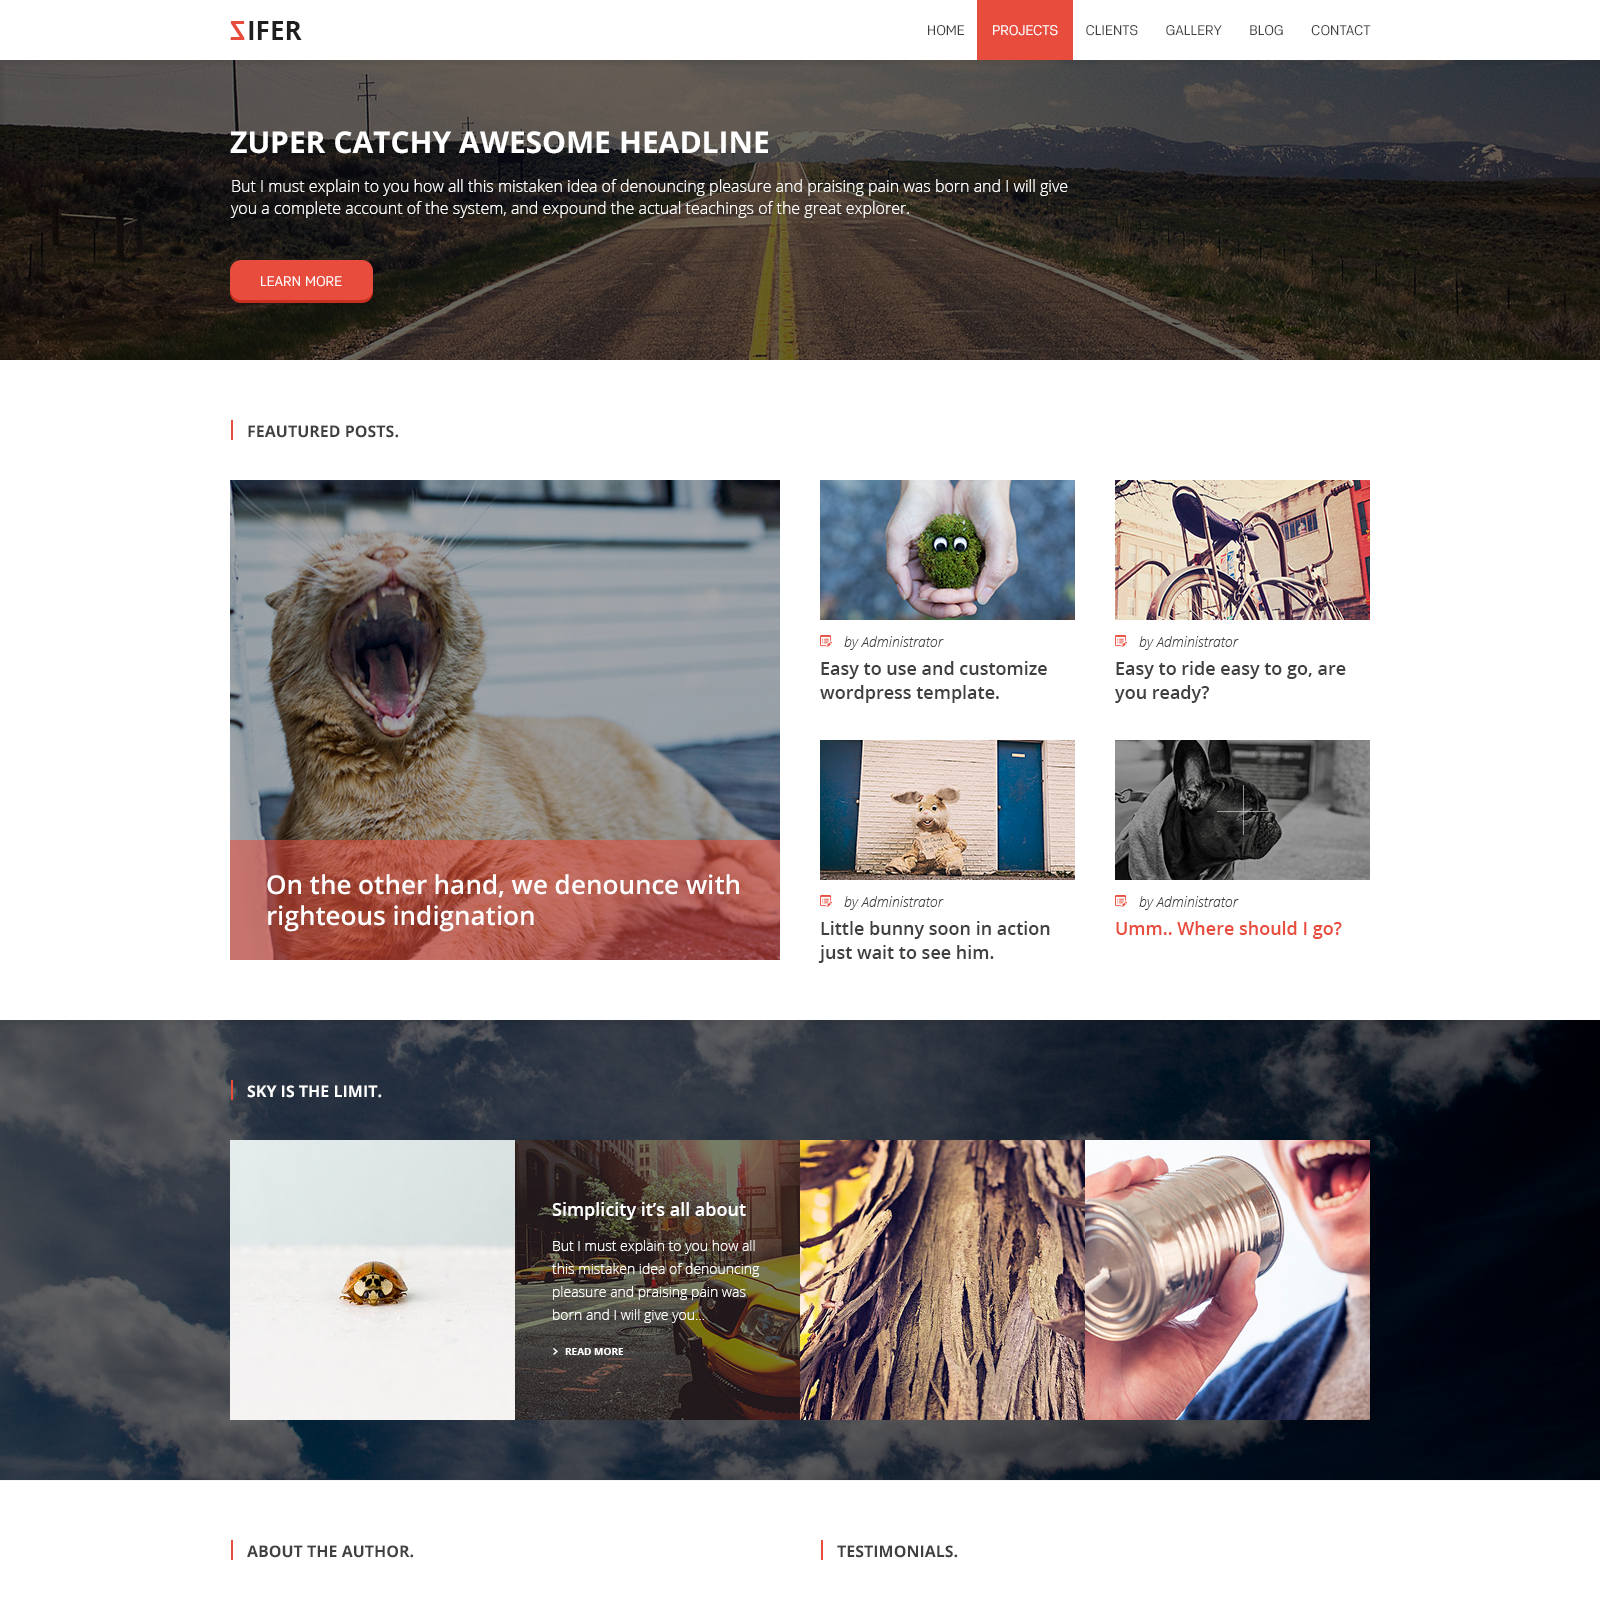 ZIFER
HOME PROJECTS CLIENTS GALLERY BLOG CONTACT
ZUPER CATCHY AWESOME HEADLINE
But I must explain to you how all this mistaken idea of denouncing pleasure and praising pain was born and I will give
you a complete account of the system, and expound the actual teachings of the great explorer.
LEARN MORE
FEAUTURED POSTS.
On the other hand, we denounce with
righteous indignation
by Administrator
Easy to use and customize
wordpress template.
by Administrator
Easy to ride easy to go, are
you ready?
by Administrator
Little bunny soon in action
just wait to see him.
by Administrator
Umm.. Where should I go?
SKY IS THE LIMIT.
Simplicity it’s all about
But I must explain to you how all
this mistaken idea of denouncing
pleasure and praising pain was
born and I will give you...
READ MORE
ABOUT THE AUTHOR.
TESTIMONIALS.